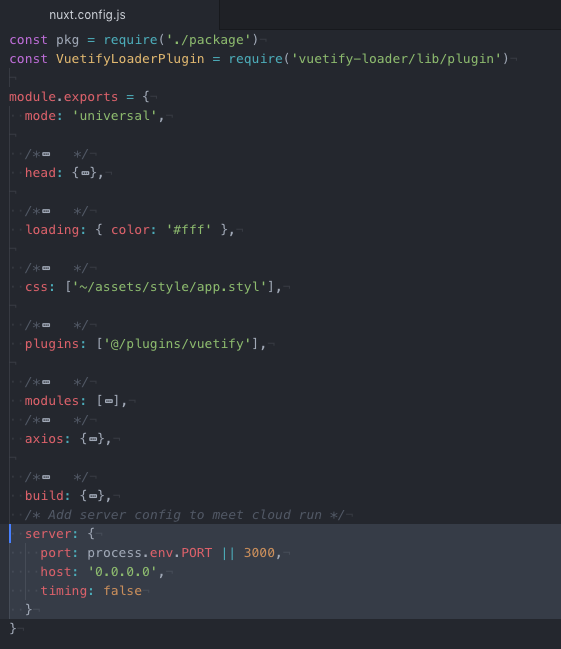 nuxt.config.js
const pkg = require('./package')
const VuetifyLoaderPlugin = require('vuetify-loader/lib/plugin')
module.exports = {
mode: 'universal',
/* */
head: {},
/* */
loading: { color: '#fff' },
/* */
css: ['~/assets/style/app.styl'],
/* */
plugins: ['@/plugins/vuetify'],
/* */
modules: [],
/* */
axios: {},
/* */
build: {},
/* Add server config to meet cloud run */
server: {
port: process.env.PORT || 3000,
host: '0.0.0.0',
timing: false
}
}